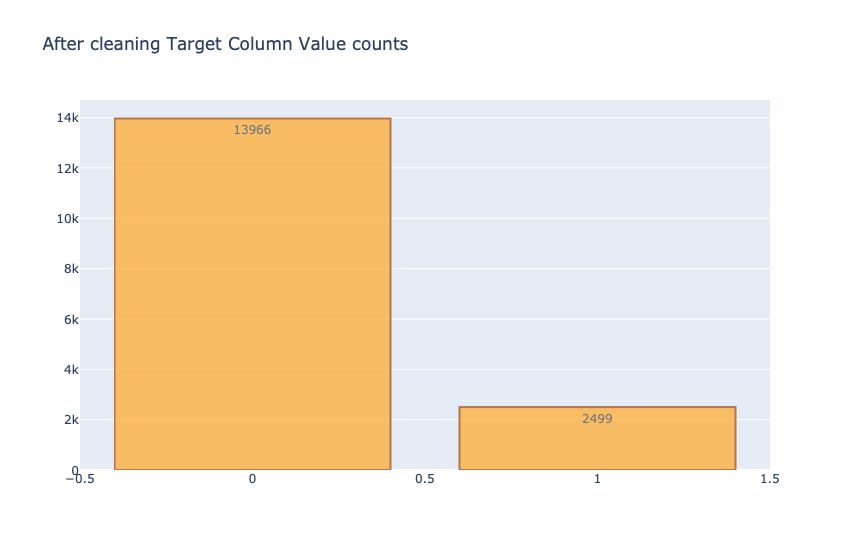 After cleaning Target Column Value counts
14k
13966
12k
10k
8k
6k
4k
2k
2499
0
−0.5
0
0.5
1
1.5